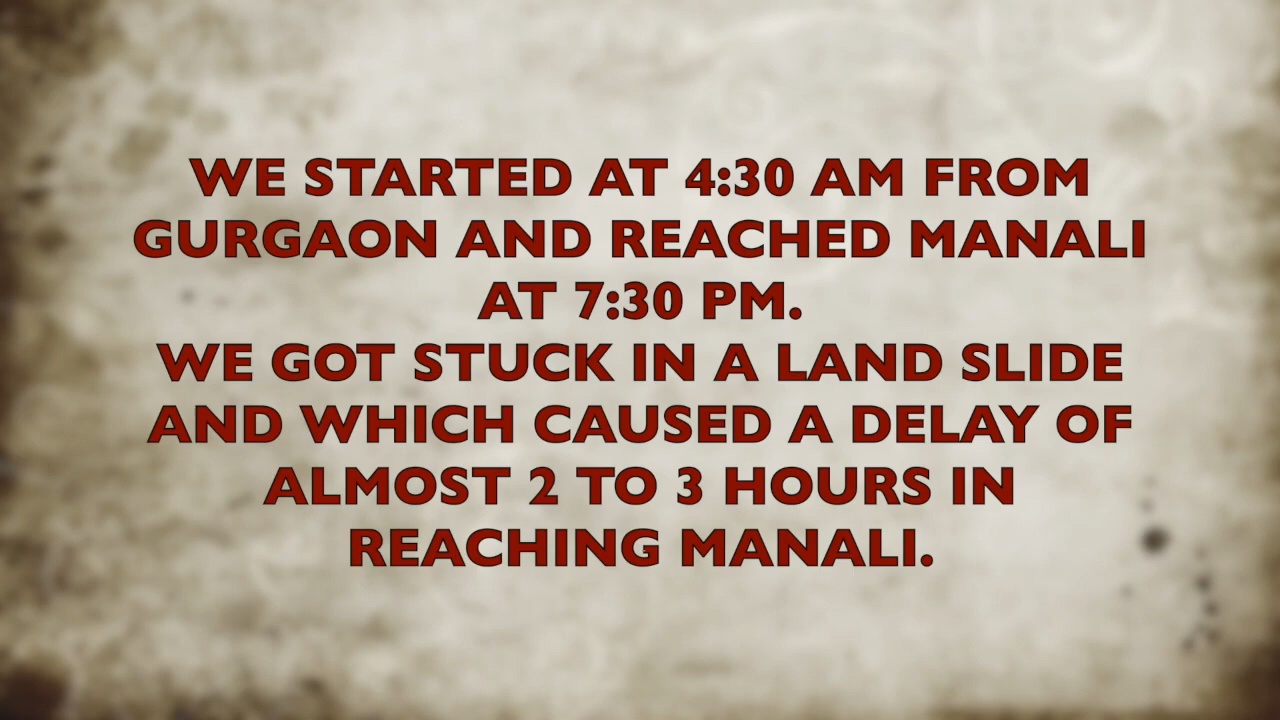 WE STARTED AT 4:30 AM FROM
GURGAON AND REACHED MANALI
AT 7:30 PM.
WE GOT STUCK IN A LAND SLIDE
AND WHICH CAUSED A DELAY OF
ALMOST 2 TO 3 HOURS IN
REACHING MANALI.